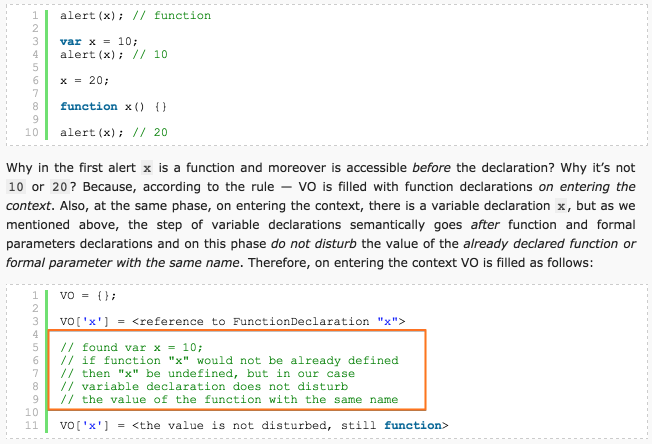 1 alert(x); // function
2
3 var x = 10;
4 alert(x); // 10
5
6 x = 20;
7
8 function x() {}
9
10 alert(x); // 20
Why in the first alert x is a function and moreover is accessible before the declaration? Why it's not
10 or 20? Because, according to the rule — VO is filled with function declarations on entering the
context. Also, at the same phase, on entering the context, there is a variable declaration x, but as we
mentioned above, the step of variable declarations semantically goes after function and formal
parameters declarations and on this phase do not disturb the value of the already declared function or
formal parameter with the same name. Therefore, on entering the context VO is filled as follows:
1 VO = {};
2
3 VO['x'] = <reference to FunctionDeclaration "x">
4
5 // found var x = 10;
6 // if function "x" would not be already defined
7 // then "x" be undefined, but in our case
8 // variable declaration does not disturb
9 // the value of the function with the same name
10
11 VO['x'] = <the value is not disturbed, still function>